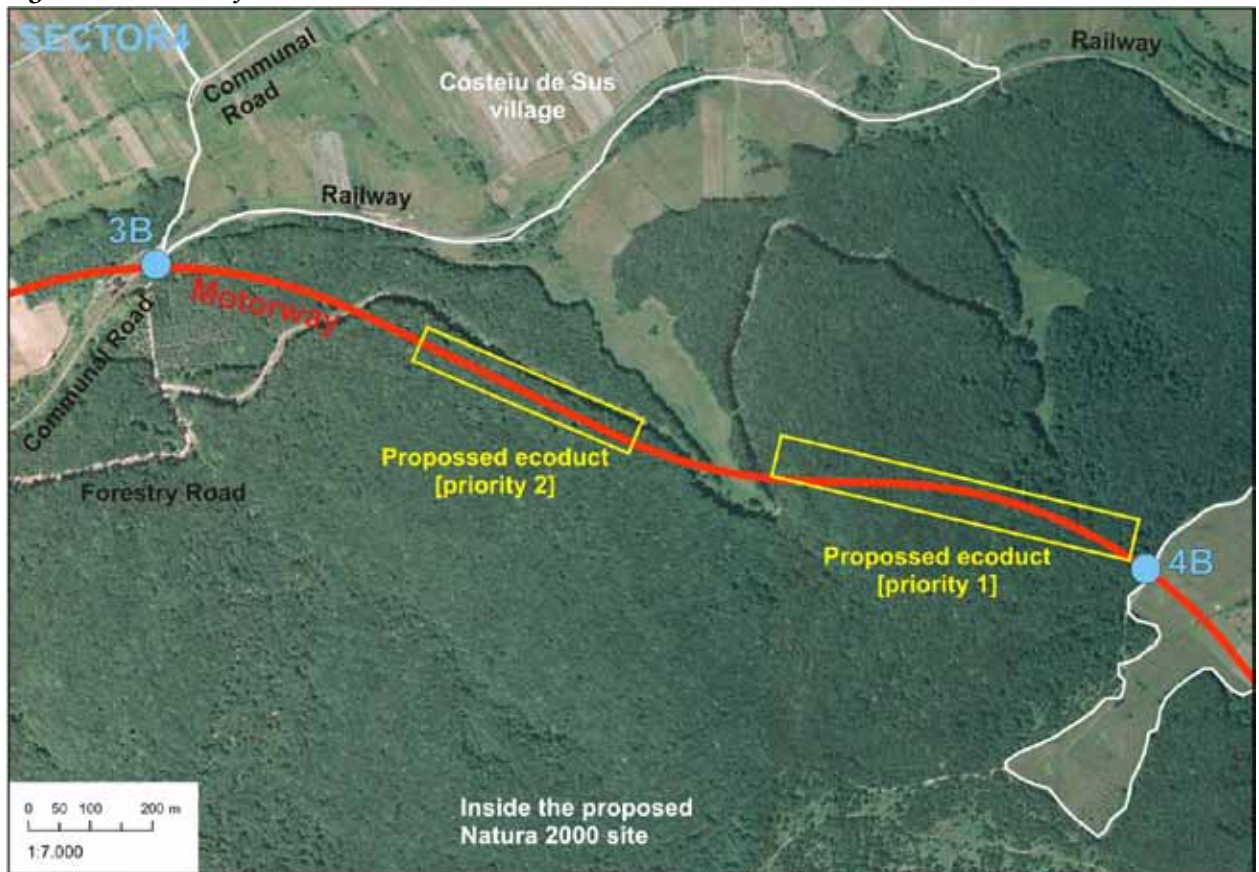 SECTOR4
Communal
Road
Costeiu de Sus
village
Railway
Railway
3B
Motorway
Communal Road
Propossed ecoduct
[priority 2]
Forestry Road
Propossed ecoduct
[priority 1]
4B
Inside the proposed
Natura 2000 site
0 50 100 200 m
1:7.000